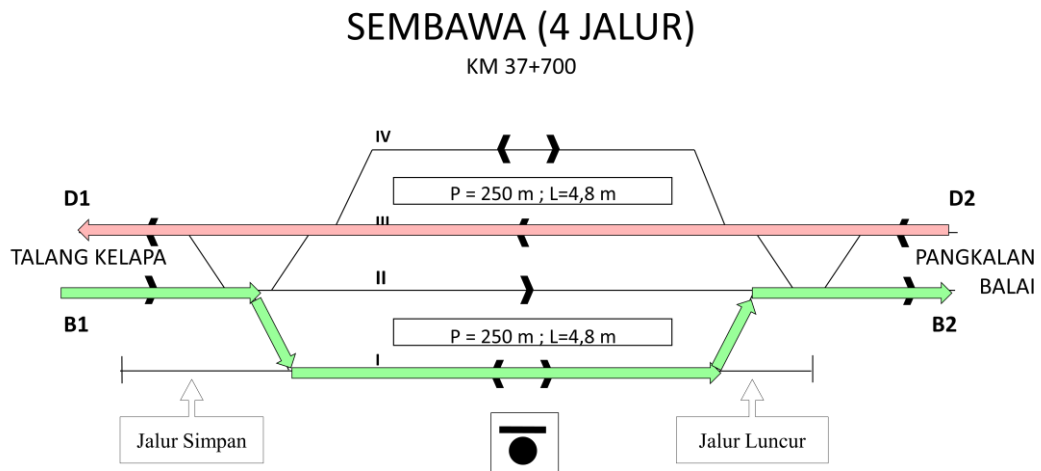 SEMBAWA (4 JALUR)
KM 37+700
IV
P = 250 m ; L=4,8 m
D1
D2
III
TALANG KELAPA
PANGKALAN
BALAI
II
B1
B2
P = 250 m ; L=4,8 m
I
Jalur Simpan
Jalur Luncur